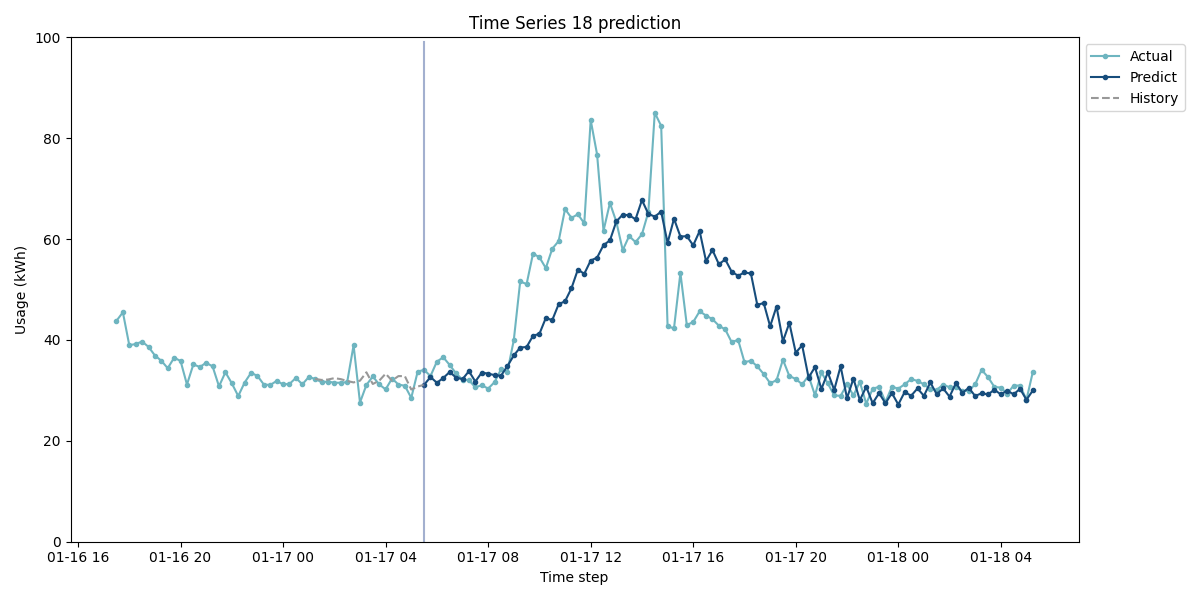 Time Series 18 prediction
Usage (kWh)
100
80
60
40
20
0
01-16 16
01-16 20
01-17 00
01-17 04
01-17 08
01-17 12
01-17 16
01-17 20
01-18 00
01-18 04
Time step
Actual
Predict
History